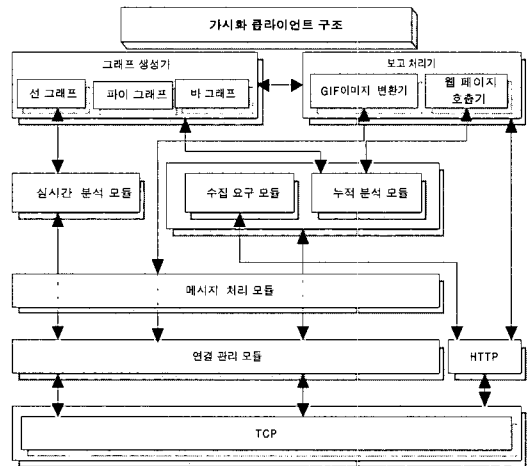 가시화 클라이언트 구조
그래프 생성기
보고 처리기
선 그래프
파이 그래프
바 그래프
GIF이미지 변환기
웹 페이지
호출기
실시간 분석 모듈
수집 요구 모듈
누적 분석 모듈
메시지 처리 모듈
연결 관리 모듈
HTTP
TCP